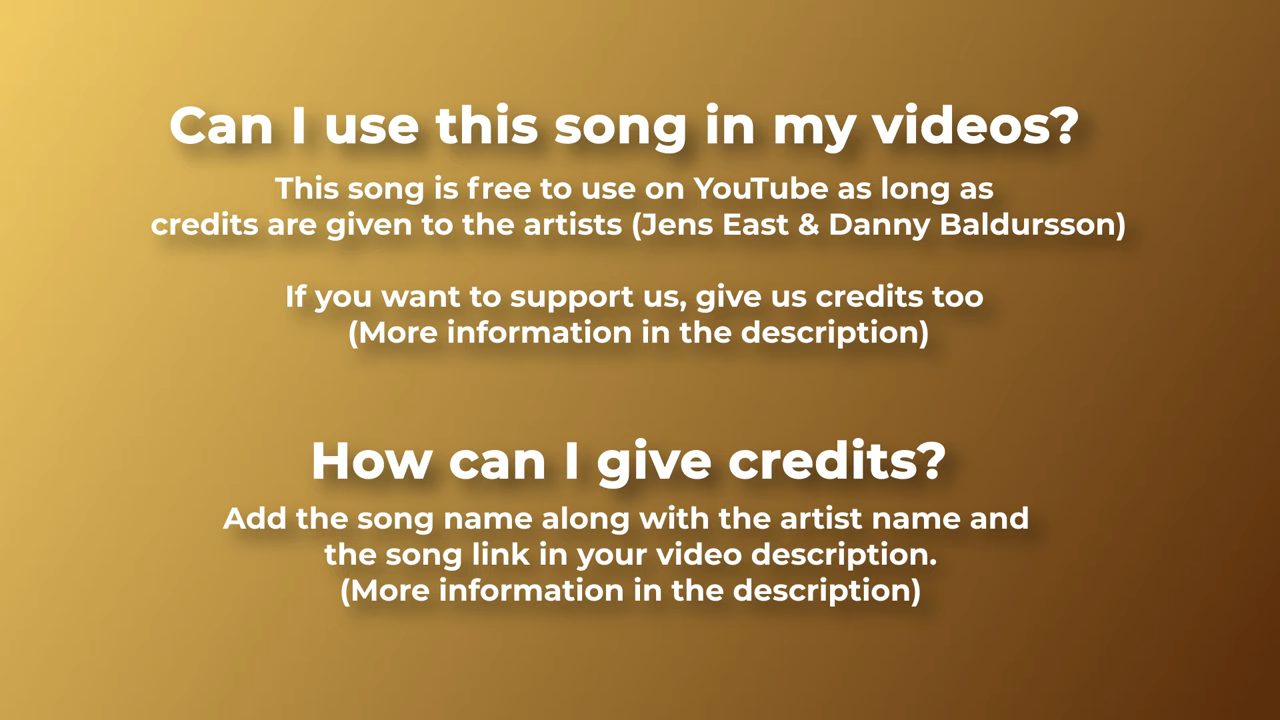 Can I use this song in my videos?
This song is free to use on YouTube as long as
credits are given to the artists (Jens East & Danny Baldursson)
If you want to support us, give us credits too
(More information in the description)
How can I give credits?
Add the song name along with the artist name and
the song link in your video description.
(More information in the description)